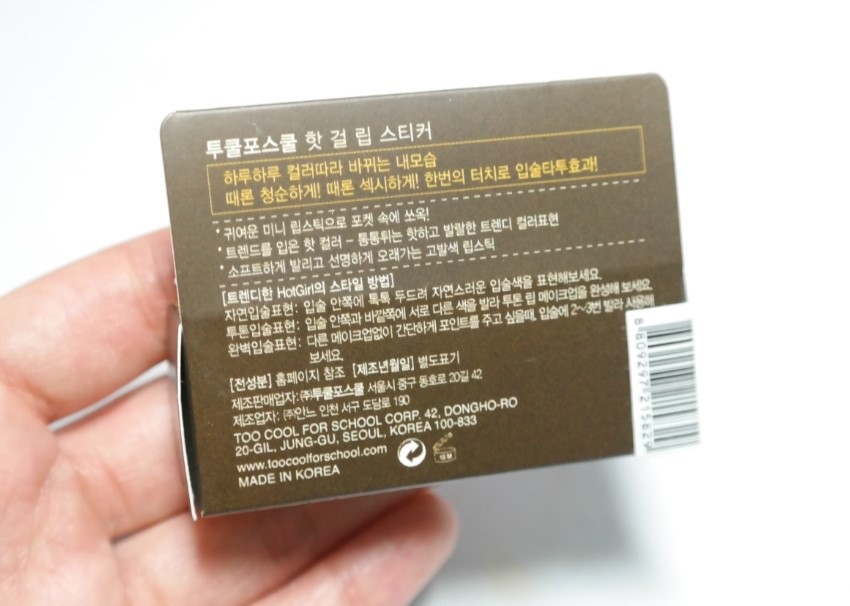 투쿨포스쿨 핫 걸 립 스티커
하루하루 컬러따라 바뀌는 내모습
때론 청순하게! 때론 섹시하게! 한번의 터치로 입술타투효과!
* 귀여운 미니 립스틱으로 포켓 속에 쏘옥!
* 트렌드를 입은 핫 컬러 – 통통튀는 핫하고 발랄한 트렌디 컬러표현
* 소프트하게 발리고 선명하게 오래가는 고발색 립스틱
[트렌디한 HotGirl의 스타일 방법]
자연입술표현: 입술 안쪽에 톡톡 두드려 자연스러운 입술색을 표현해보세요.
투톤입술표현: 입술 안쪽과 바깥쪽에 서로 다른 색을 발라 투톤 립 메이크업을 완성해 보세요.
완벽입술표현: 다른 메이크업없이 간단하게 포인트를 주고 싶을때, 입술에 2~3번 발라 사용해
보세요.
[전성분] 홈페이지 참조 [제조년월일] 별도표기
제조판매업자: ㈜투쿨포스쿨 서울시 중구 동호로 20길 42
제조업자: ㈜안느 인천 서구 도담로 190
TOO COOL FOR SCHOOL CORP. 42, DONGHO-RO
20-GIL, JUNG-GU, SEOUL, KOREA 100-833
www.toocoolforschool.com
MADE IN KOREA
18 M
8 809297 215829